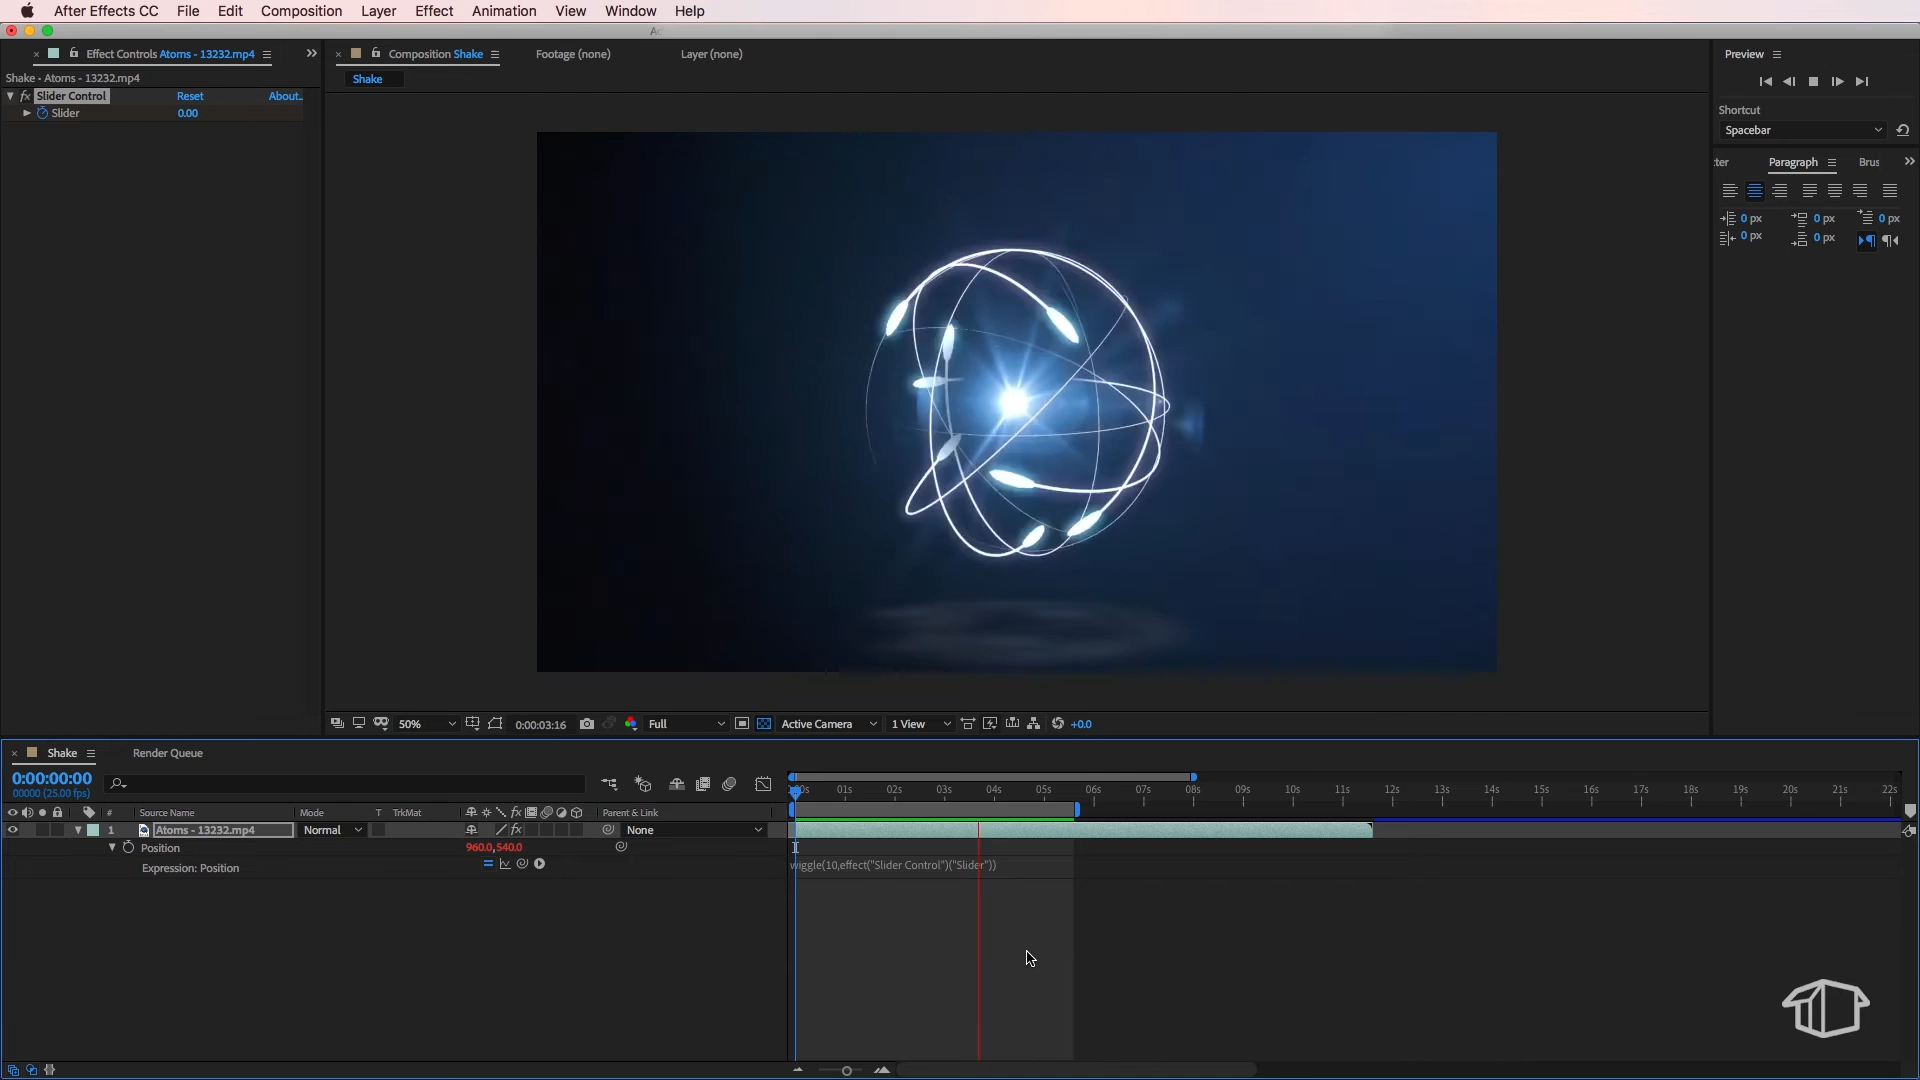 After Effects CC File Edit Composition Layer Effect Animation View Window Help
Effect Controls Atoms - 13232.mp4
Composition Shake
Footage (none)
Layer (none)
Preview
Shake • Atoms - 13232.mp4
Shake
fx Slider Control Reset About..
Slider 0.00
Shortcut
Spacebar
ter Paragraph Brus
0 px 0 px 0 px
0 px 0 px
50% 0:00:03:16 Full Active Camera 1 View +0.0
Shake Render Queue
0:00:00:00
00000 (25.00 fps)
01s 02s 03s 04s 05s 06s 07s 08s 09s 10s 11s 12s 13s 14s 15s 16s 17s 18s 19s 20s 21s 22s
# Source Name Mode T TrkMat fx Parent & Link
1 Atoms - 13232.mp4 Normal fx None
Position 960.0,540.0
Expression: Position wiggle(10,effect("Slider Control")("Slider"))